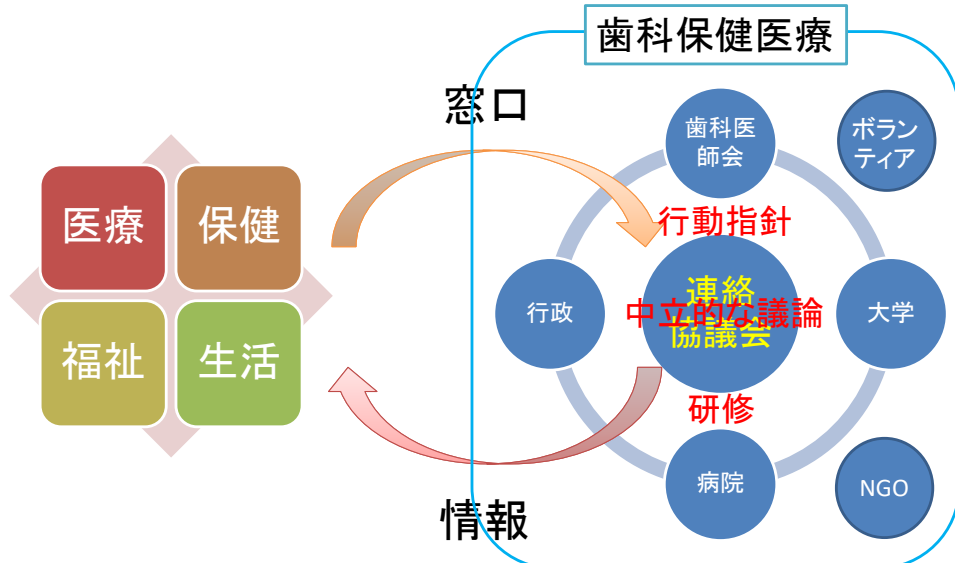 歯科保健医療
窓口
歯科医
師会
ボラン
ティア
医療
保健
行動指針
行政
連絡
協議会
中立的な議論
大学
福祉
生活
研修
病院
NGO
情報